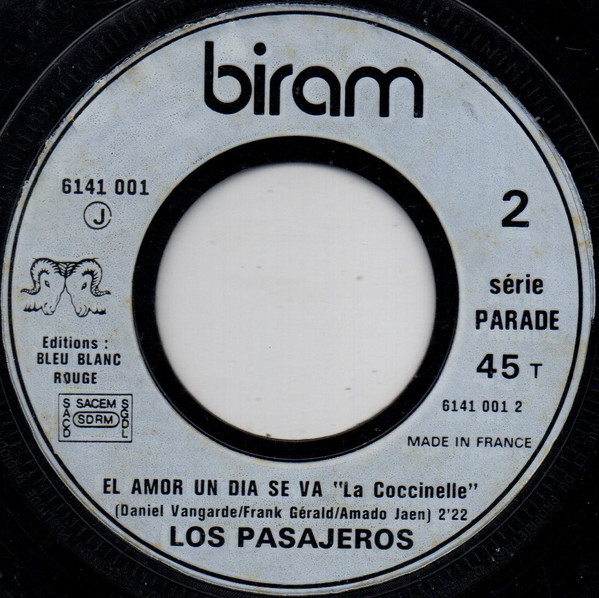 biram
6141 001
J
2
série
PARADE
45 T
6141 001 2
MADE IN FRANCE
Editions :
BLEU BLANC
ROUGE
SACD
SACEM
SDRM
SGDL
EL AMOR UN DIA SE VA "La Coccinelle"
(Daniel Vangarde/Frank Gérald/Amado Jaen) 2'22
LOS PASAJEROS